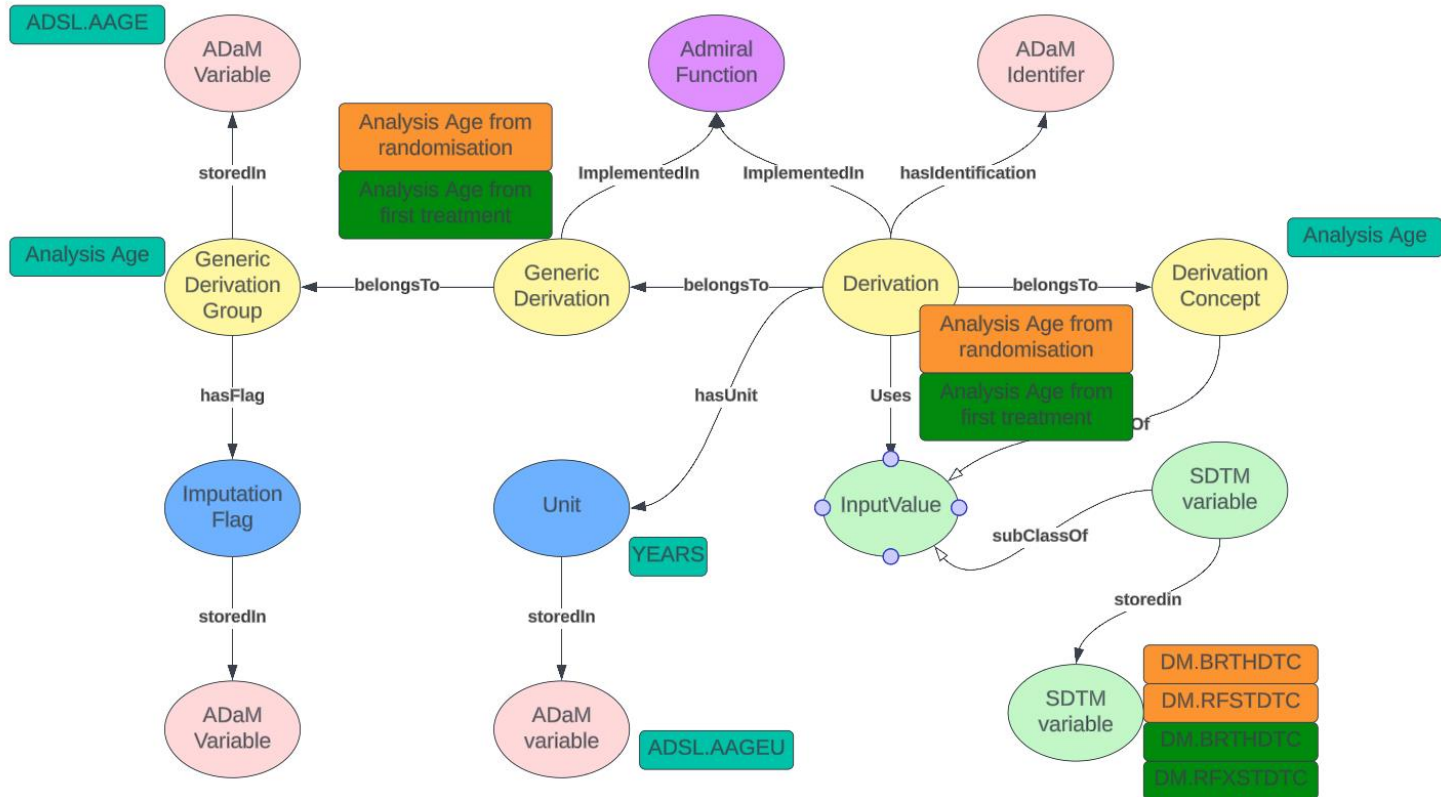 ADSL.AAGE
ADaM
Variable
Admiral
Function
ADaM
Identifer
Analysis Age from
randomisation
Analysis Age from
first treatment
storedIn
ImplementedIn
ImplementedIn
hasIdentification
Analysis Age
Generic
Derivation
Group
belongsTo
Generic
Derivation
belongsTo
Derivation
belongsTo
Derivation
Concept
Analysis Age
Analysis Age from
randomisation
Analysis Age from
first treatment
hasFlag
hasUnit
Uses
Of
Imputation
Flag
Unit
YEARS
InputValue
SDTM
variable
subClassOf
storedIn
storedIn
storedin
ADaM
Variable
ADaM
variable
ADSL.AAGEU
SDTM
variable
DM.BRTHDTC
DM.RFSTDTC
DM.BRTHDTC
DM.RFXSTDTC